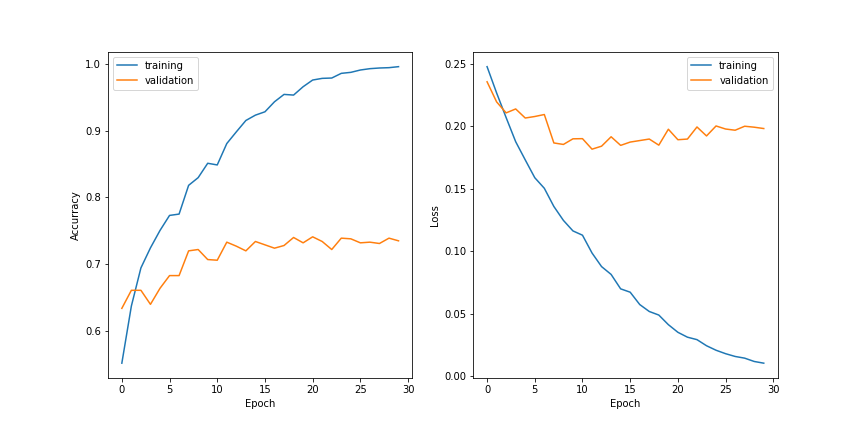 training
validation
1.0
0.9
0.8
0.7
0.6
0 5 10 15 20 25 30
Accurracy
Epoch
training
validation
0.25
0.20
0.15
0.10
0.05
0.00
0 5 10 15 20 25 30
Loss
Epoch